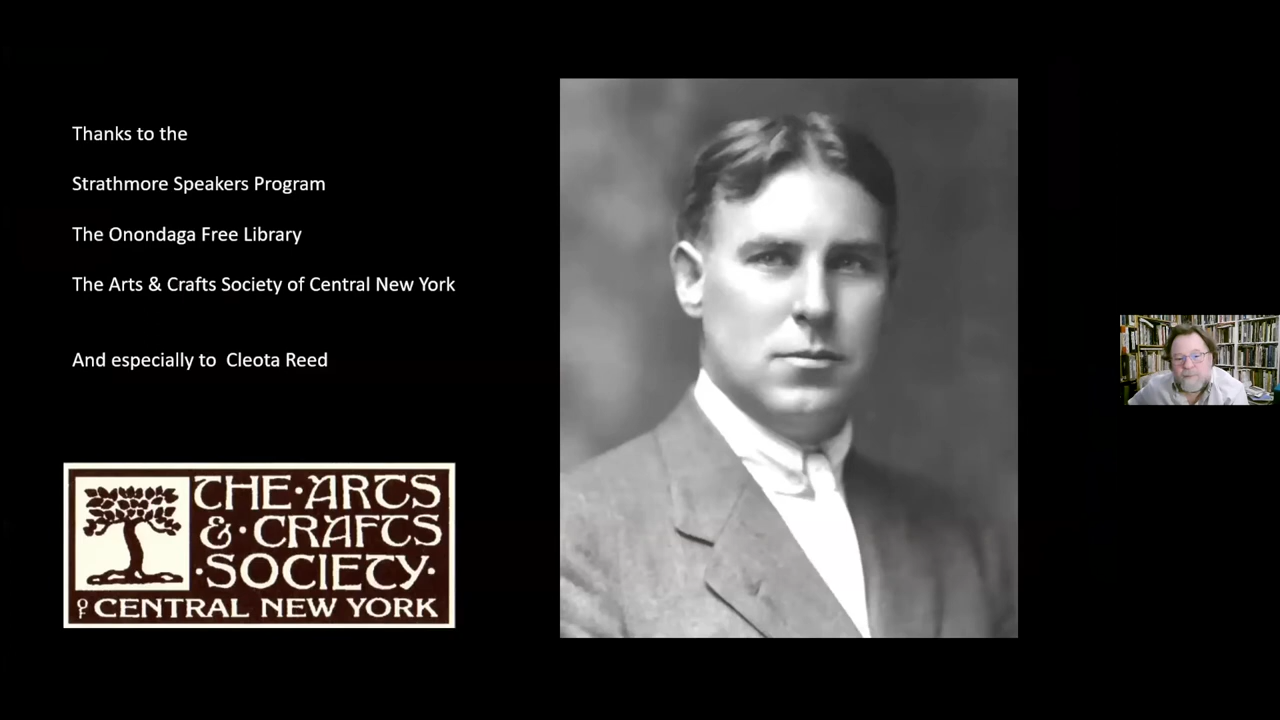 Thanks to the
Strathmore Speakers Program
The Onondaga Free Library
The Arts & Crafts Society of Central New York
And especially to Cleota Reed
THE·ARTS
&·CRAFTS
·SOCIETY·
OF CENTRAL NEW YORK